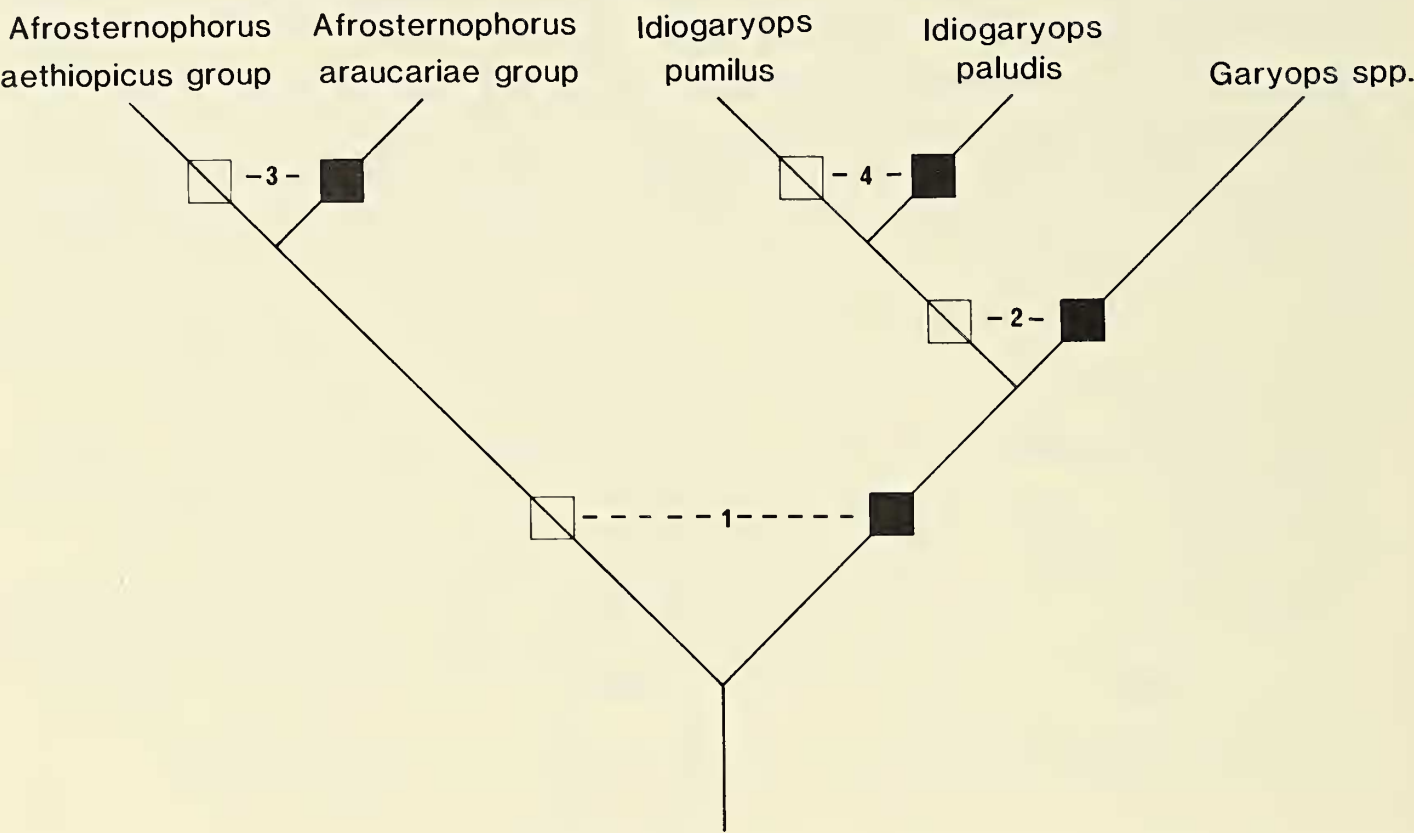 Afrosternophorus
aethiopicus group
Afrosternophorus
araucariae group
Idiogaryops
pumilus
Idiogaryops
paludis
Garyops spp.
-3-
- 4 -
-2-
- - - - - -1- - - - -